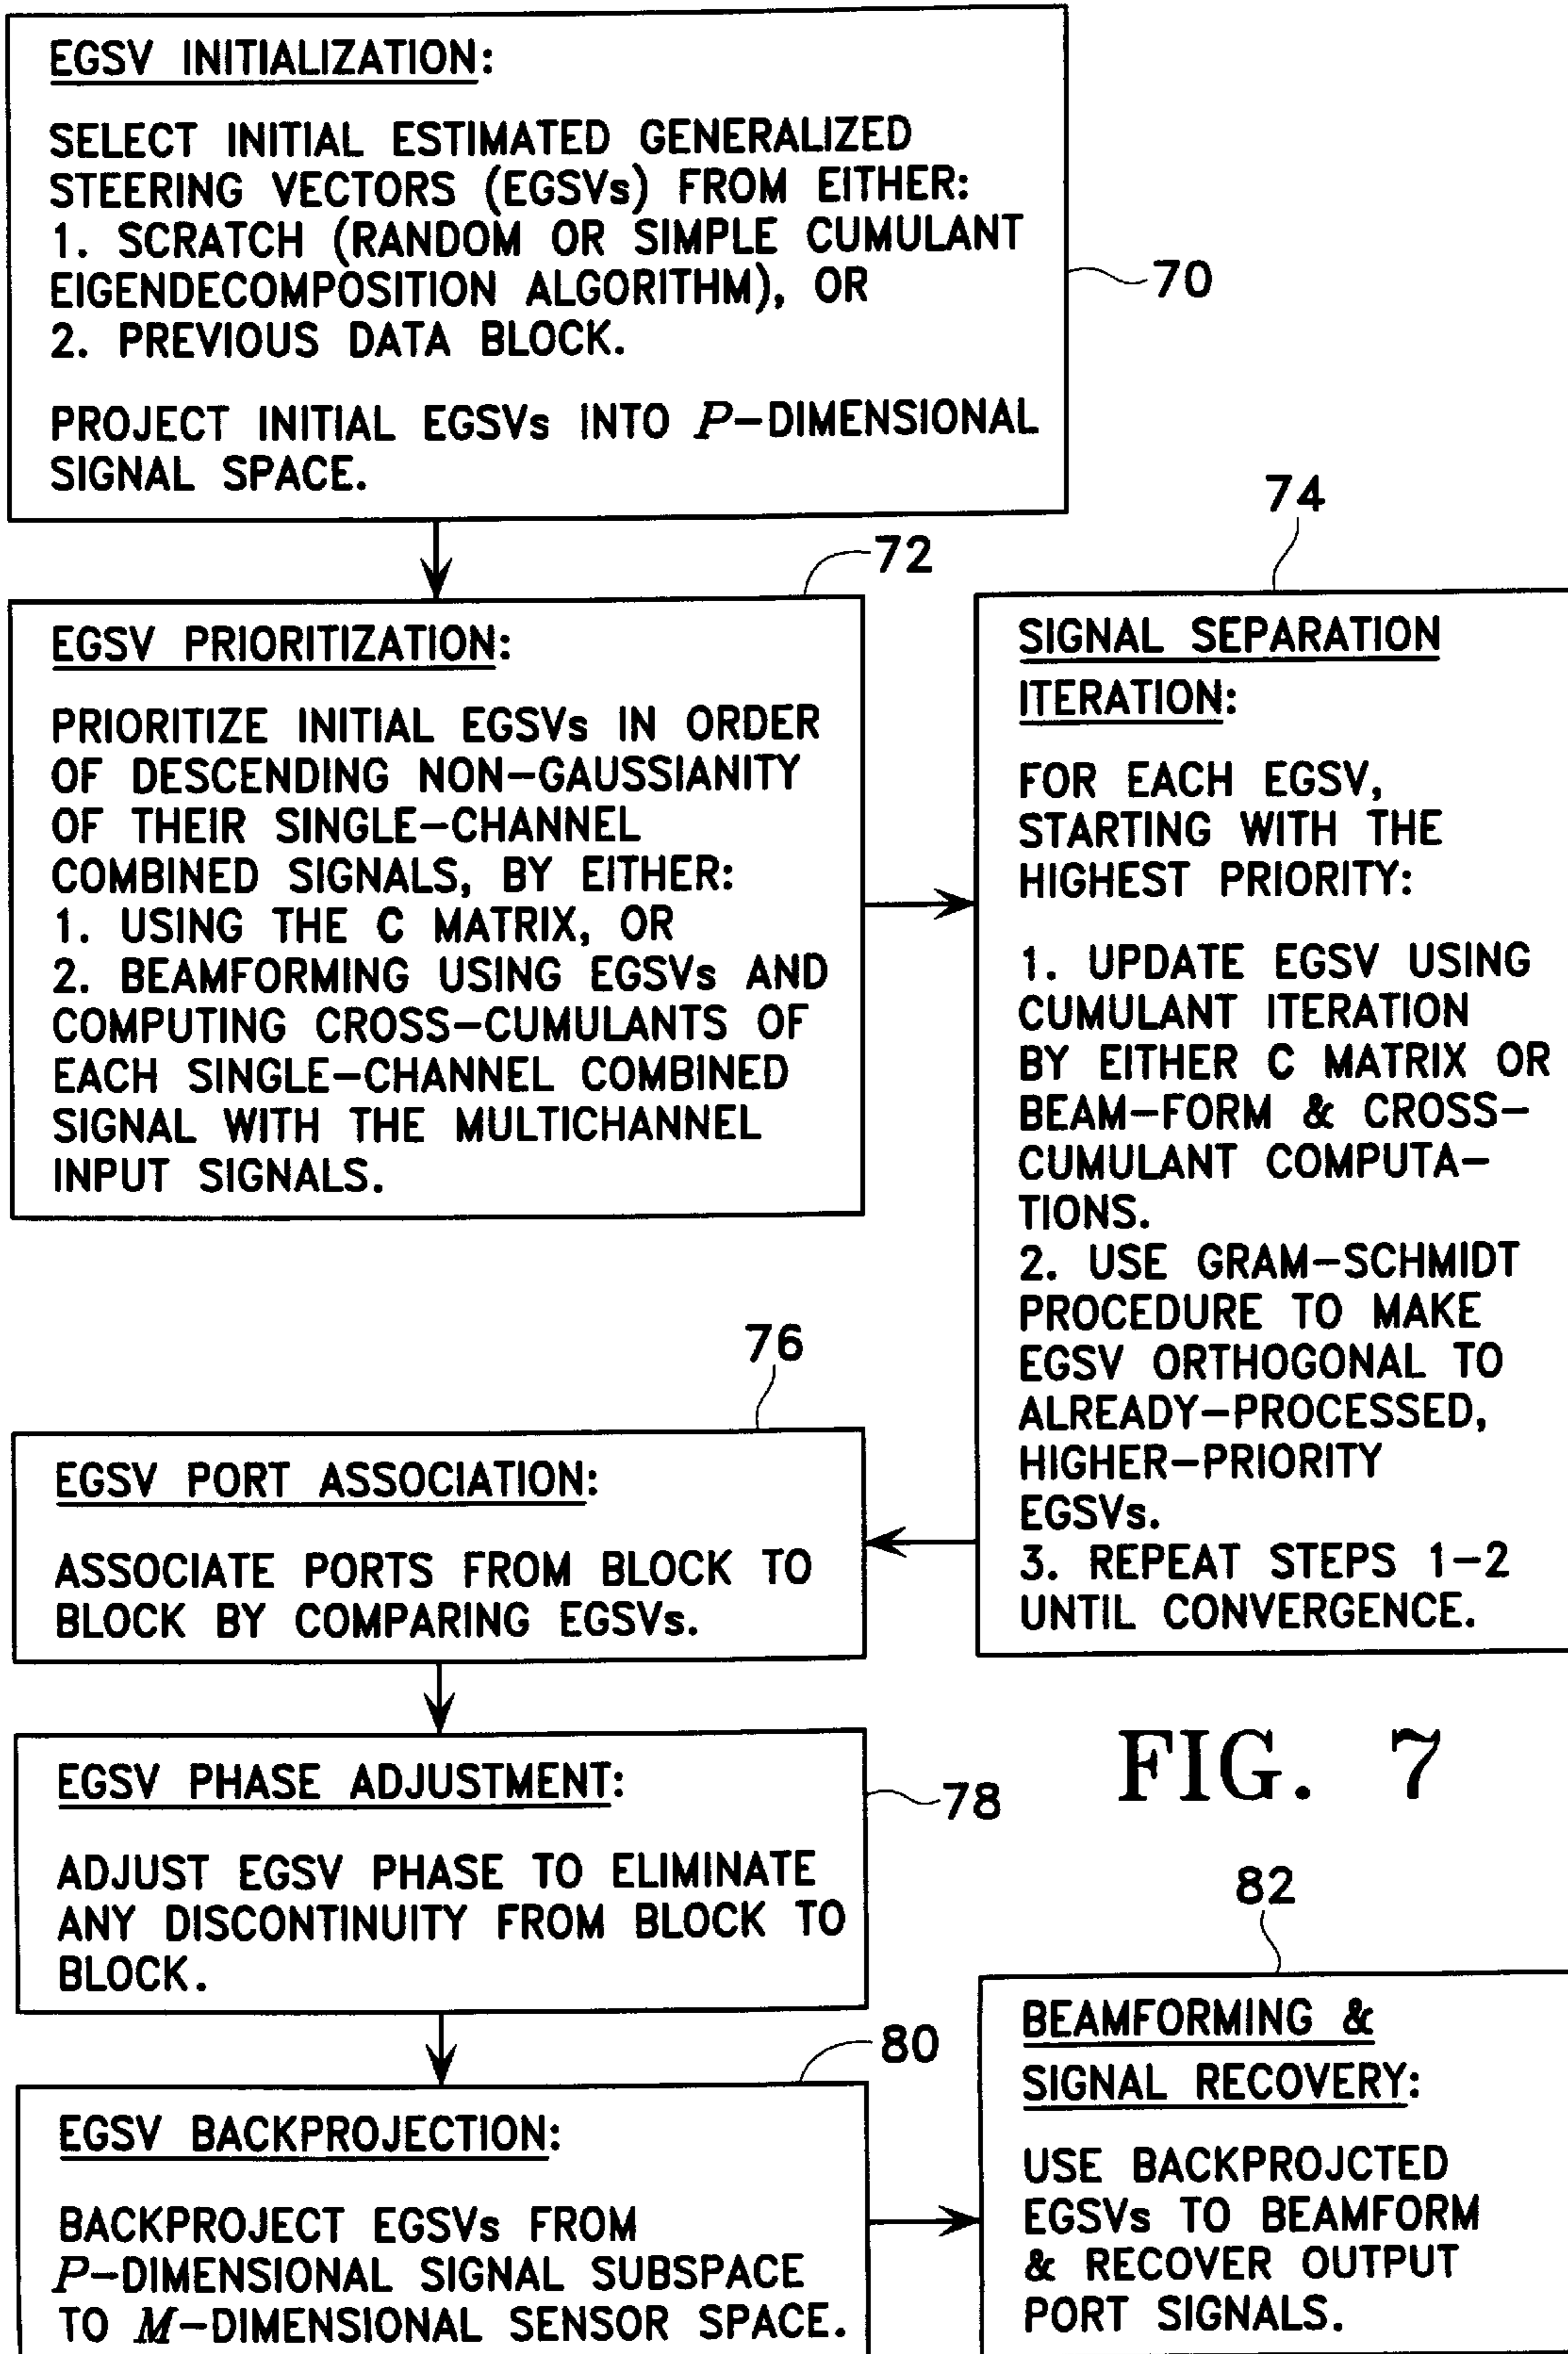 EGSV INITIALIZATION:
SELECT INITIAL ESTIMATED GENERALIZED
STEERING VECTORS (EGSVs) FROM EITHER:
1. SCRATCH (RANDOM OR SIMPLE CUMULANT
EIGENDECOMPOSITION ALGORITHM), OR
2. PREVIOUS DATA BLOCK.
PROJECT INITIAL EGSVs INTO P-DIMENSIONAL
SIGNAL SPACE.
70
72
EGSV PRIORITIZATION:
PRIORITIZE INITIAL EGSVs IN ORDER
OF DESCENDING NON-GAUSSIANITY
OF THEIR SINGLE-CHANNEL
COMBINED SIGNALS, BY EITHER:
1. USING THE C MATRIX, OR
2. BEAMFORMING USING EGSVs AND
COMPUTING CROSS-CUMULANTS OF
EACH SINGLE-CHANNEL COMBINED
SIGNAL WITH THE MULTICHANNEL
INPUT SIGNALS.
74
SIGNAL SEPARATION
ITERATION:
FOR EACH EGSV,
STARTING WITH THE
HIGHEST PRIORITY:
1. UPDATE EGSV USING
CUMULANT ITERATION
BY EITHER C MATRIX OR
BEAM-FORM & CROSS-
CUMULANT COMPUTA-
TIONS.
2. USE GRAM-SCHMIDT
PROCEDURE TO MAKE
EGSV ORTHOGONAL TO
ALREADY-PROCESSED,
HIGHER-PRIORITY
EGSVs.
3. REPEAT STEPS 1-2
UNTIL CONVERGENCE.
76
EGSV PORT ASSOCIATION:
ASSOCIATE PORTS FROM BLOCK TO
BLOCK BY COMPARING EGSVs.
EGSV PHASE ADJUSTMENT:
ADJUST EGSV PHASE TO ELIMINATE
ANY DISCONTINUITY FROM BLOCK TO
BLOCK.
78
FIG. 7
80
EGSV BACKPROJECTION:
BACKPROJECT EGSVs FROM
P-DIMENSIONAL SIGNAL SUBSPACE
TO M-DIMENSIONAL SENSOR SPACE.
82
BEAMFORMING &
SIGNAL RECOVERY:
USE BACKPROJCTED
EGSVs TO BEAMFORM
& RECOVER OUTPUT
PORT SIGNALS.